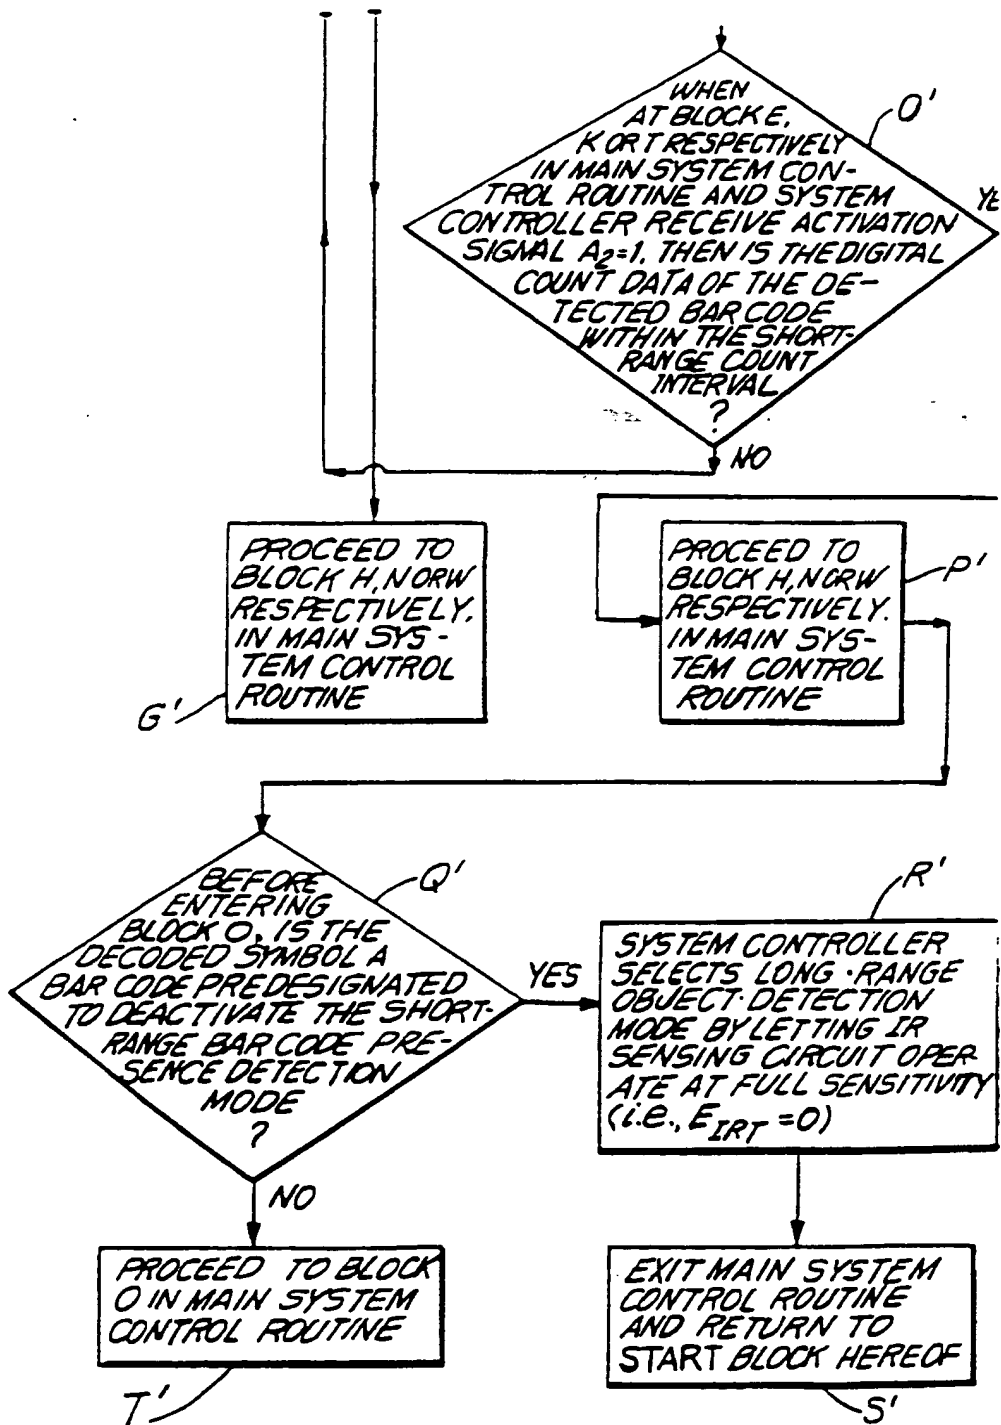 WHEN
AT BLOCK E,
K OR T RESPECTIVELY
IN MAIN SYSTEM CON-
TROL ROUTINE AND SYSTEM
CONTROLLER RECEIVE ACTIVATION
SIGNAL A2=1, THEN IS THE DIGITAL
COUNT DATA OF THE DE-
TECTED BAR CODE
WITHIN THE SHORT-
RANGE COUNT
INTERVAL
?
O'
YE
NO
PROCEED TO
BLOCK H, N OR W
RESPECTIVELY,
IN MAIN SYS-
TEM CONTROL
ROUTINE
G'
PROCEED TO
BLOCK H, N OR W
RESPECTIVELY.
IN MAIN SYS-
TEM CONTROL
ROUTINE
P'
BEFORE
ENTERING
BLOCK O, IS THE
DECODED SYMBOL A
BAR CODE PREDESIGNATED
TO DEACTIVATE THE SHORT-
RANGE BAR CODE PRE-
SENCE DETECTION
MODE
?
Q'
YES
NO
R'
SYSTEM CONTROLLER
SELECTS LONG-RANGE
OBJECT DETECTION
MODE BY LETTING IR
SENSING CIRCUIT OPER-
ATE AT FULL SENSITIVITY
(i.e., EIRT =0)
PROCEED TO BLOCK
O IN MAIN SYSTEM
CONTROL ROUTINE
T'
EXIT MAIN SYSTEM
CONTROL ROUTINE
AND RETURN TO
START BLOCK HEREOF
S'